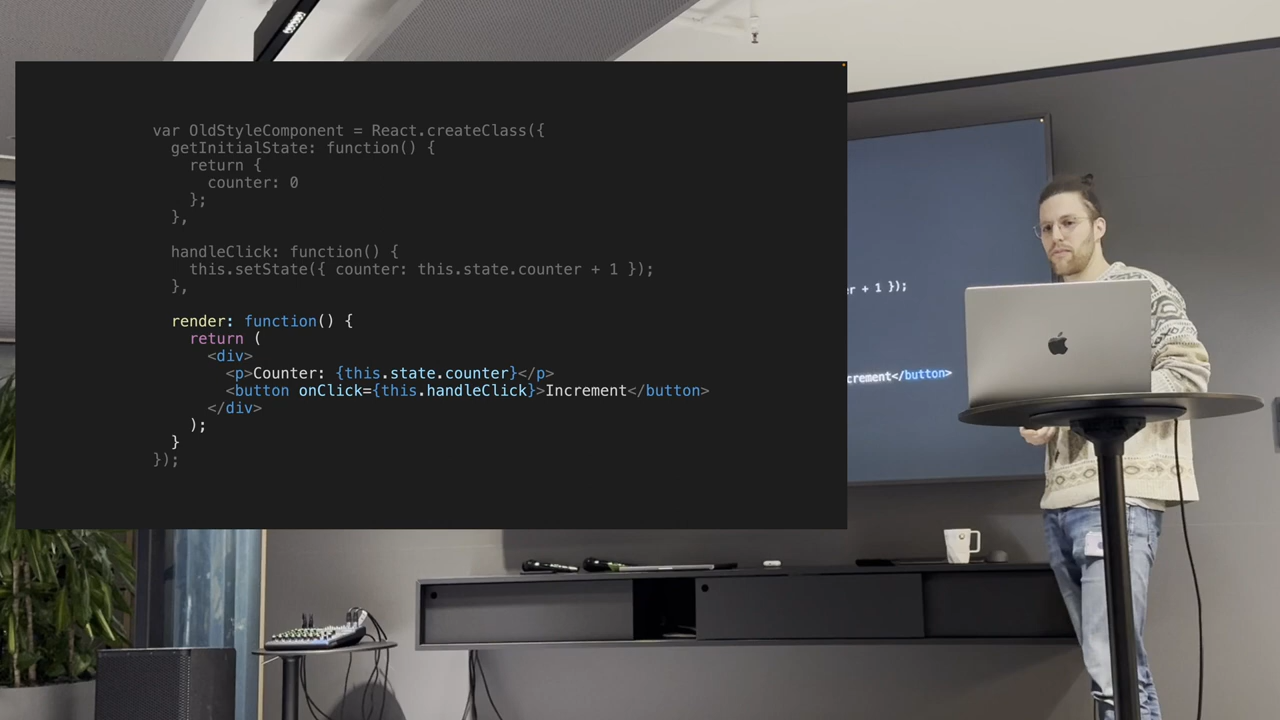 var OldStyleComponent = React.createClass({
getInitialState: function() {
return {
counter: 0
};
},
handleClick: function() {
this.setState({ counter: this.state.counter + 1 });
},
render: function() {
return (
<div>
<p>Counter: {this.state.counter}</p>
<button onClick={this.handleClick}>Increment</button>
</div>
);
}
});
er + 1 });
crement</button>